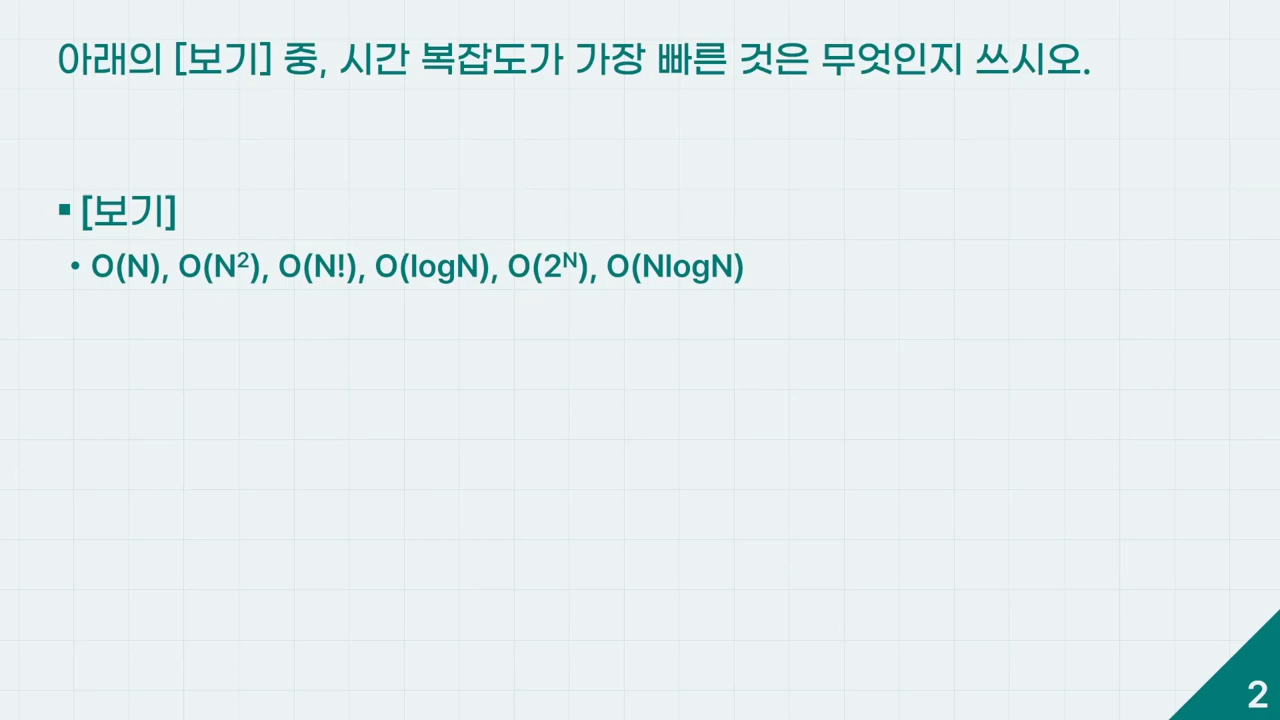 아래의 [보기] 중, 시간 복잡도가 가장 빠른 것은 무엇인지 쓰시오.
▪ [보기]
• O(N), O(N²), O(N!), O(logN), O(2ᴺ), O(NlogN)
2